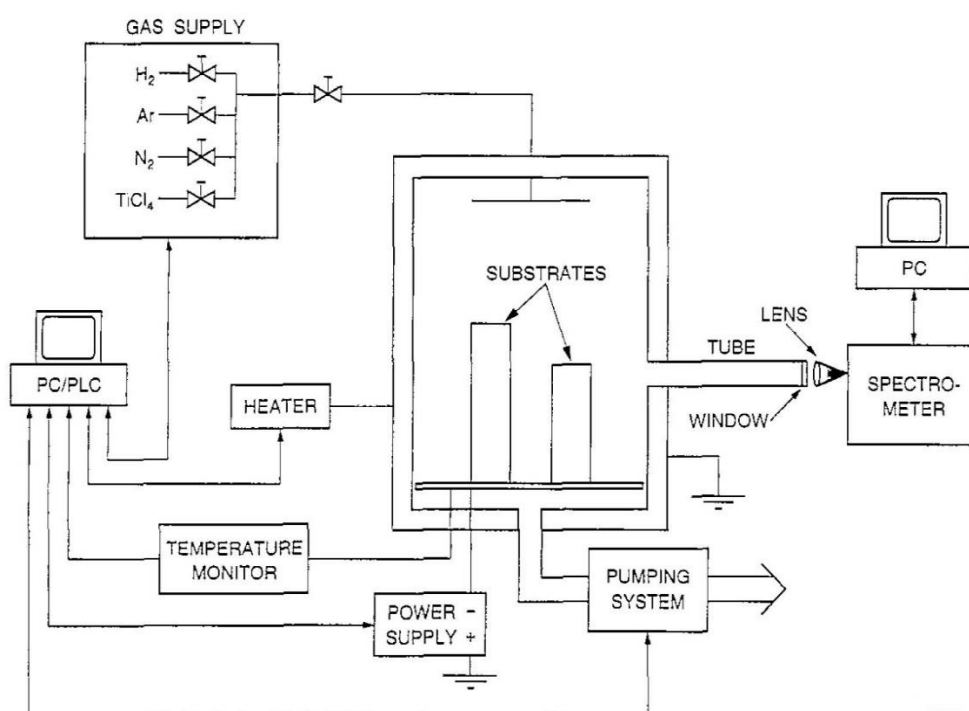 GAS SUPPLY
H₂
Ar
N₂
TiCl₄
SUBSTRATES
PC
LENS
TUBE
PC/PLC
HEATER
WINDOW
SPECTRO-
METER
TEMPERATURE
MONITOR
POWER −
SUPPLY +
PUMPING
SYSTEM